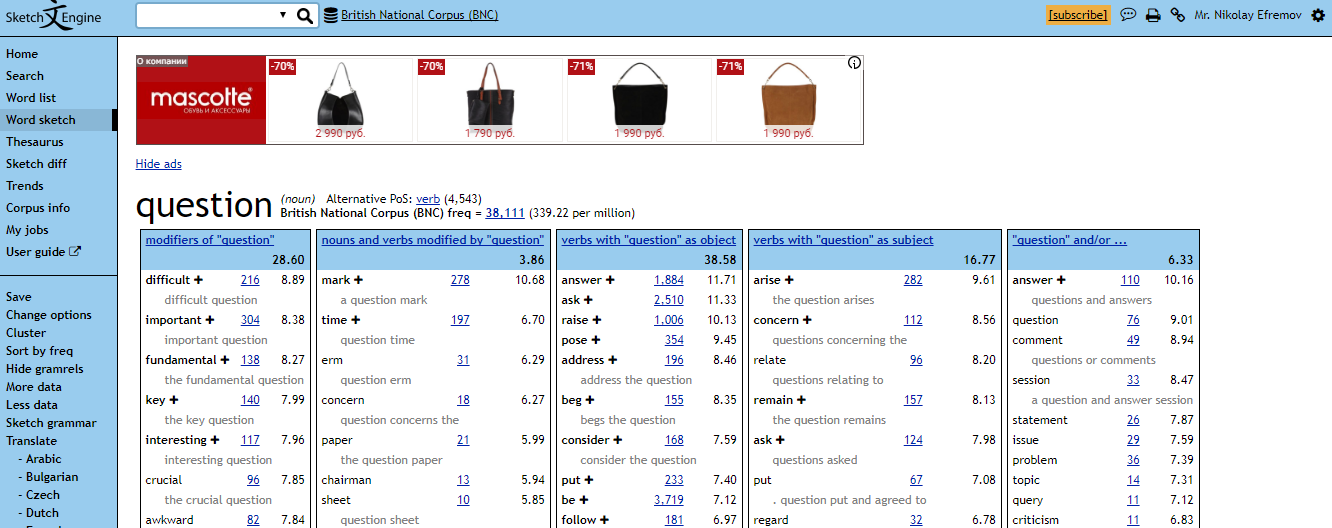 Sketch Engine
British National Corpus (BNC)
[subscribe]
Mr. Nikolay Efremov
Home
Search
Word list
Word sketch
Thesaurus
Sketch diff
Trends
Corpus info
My jobs
User guide
Save
Change options
Cluster
Sort by freq
Hide gramrels
More data
Less data
Sketch grammar
Translate
- Arabic
- Bulgarian
- Czech
- Dutch
О компании
mascotte®
ОБУВЬ И АКСЕССУАРЫ
-70%
2 990 руб.
-70%
1 790 руб.
-71%
1 990 руб.
-71%
1 990 руб.
Hide ads
question
(noun) Alternative PoS: verb (4,543)
British National Corpus (BNC) freq = 38,111 (339.22 per million)
modifiers of "question"
28.60
difficult + 216 8.89
difficult question
important + 304 8.38
important question
fundamental + 138 8.27
the fundamental question
key + 140 7.99
the key question
interesting + 117 7.96
interesting question
crucial 96 7.85
the crucial question
awkward 82 7.84
nouns and verbs modified by "question"
3.86
mark + 278 10.68
a question mark
time + 197 6.70
question time
erm 31 6.29
question erm
concern 18 6.27
question concerns the
paper 21 5.99
the question paper
chairman 13 5.94
sheet 10 5.85
question sheet
verbs with "question" as object
38.58
answer + 1,884 11.71
ask + 2,510 11.33
raise + 1,006 10.13
pose + 354 9.45
address + 196 8.46
address the question
beg + 155 8.35
begs the question
consider + 168 7.59
consider the question
put + 233 7.40
be + 3,719 7.12
follow + 181 6.97
verbs with "question" as subject
16.77
arise + 282 9.61
the question arises
concern + 112 8.56
questions concerning the
relate 96 8.20
questions relating to
remain + 157 8.13
the question remains
ask + 124 7.98
questions asked
put 67 7.08
. question put and agreed to
regard 32 6.78
"question" and/or ...
6.33
answer + 110 10.16
questions and answers
question 76 9.01
comment 49 8.94
questions or comments
session 33 8.47
a question and answer session
statement 26 7.87
issue 29 7.59
problem 36 7.39
topic 14 7.31
query 11 7.12
criticism 11 6.83